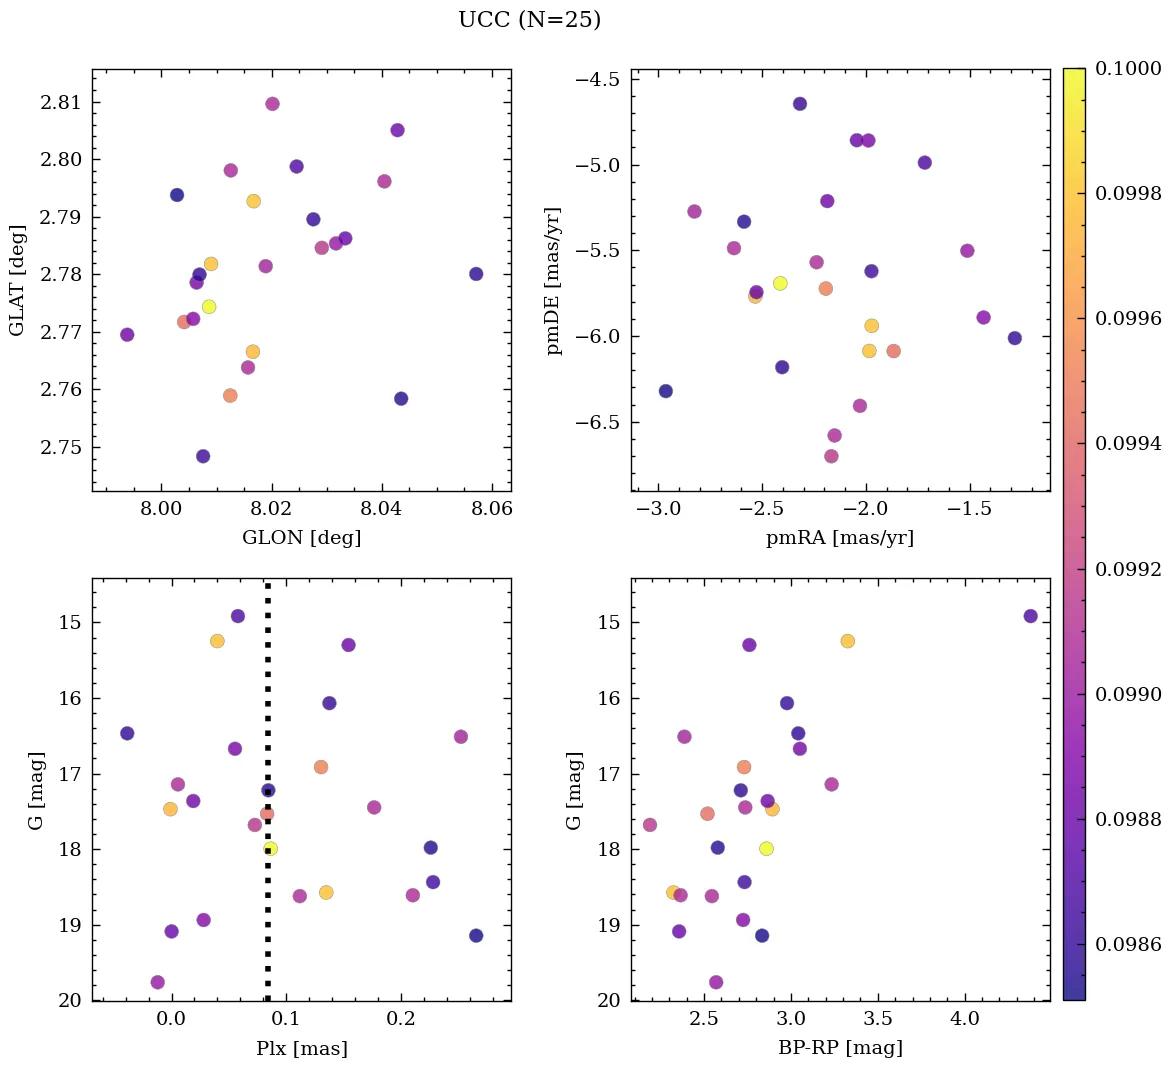 UCC (N=25)
2.81
2.80
2.79
2.78
2.77
2.76
2.75
GLAT [deg]
8.00 8.02 8.04 8.06
GLON [deg]
−4.5
−5.0
−5.5
−6.0
−6.5
pmDE [mas/yr]
−3.0 −2.5 −2.0 −1.5
pmRA [mas/yr]
15
16
17
18
19
20
G [mag]
0.0 0.1 0.2
Plx [mas]
15
16
17
18
19
20
G [mag]
2.5 3.0 3.5 4.0
BP-RP [mag]
0.1000
0.0998
0.0996
0.0994
0.0992
0.0990
0.0988
0.0986